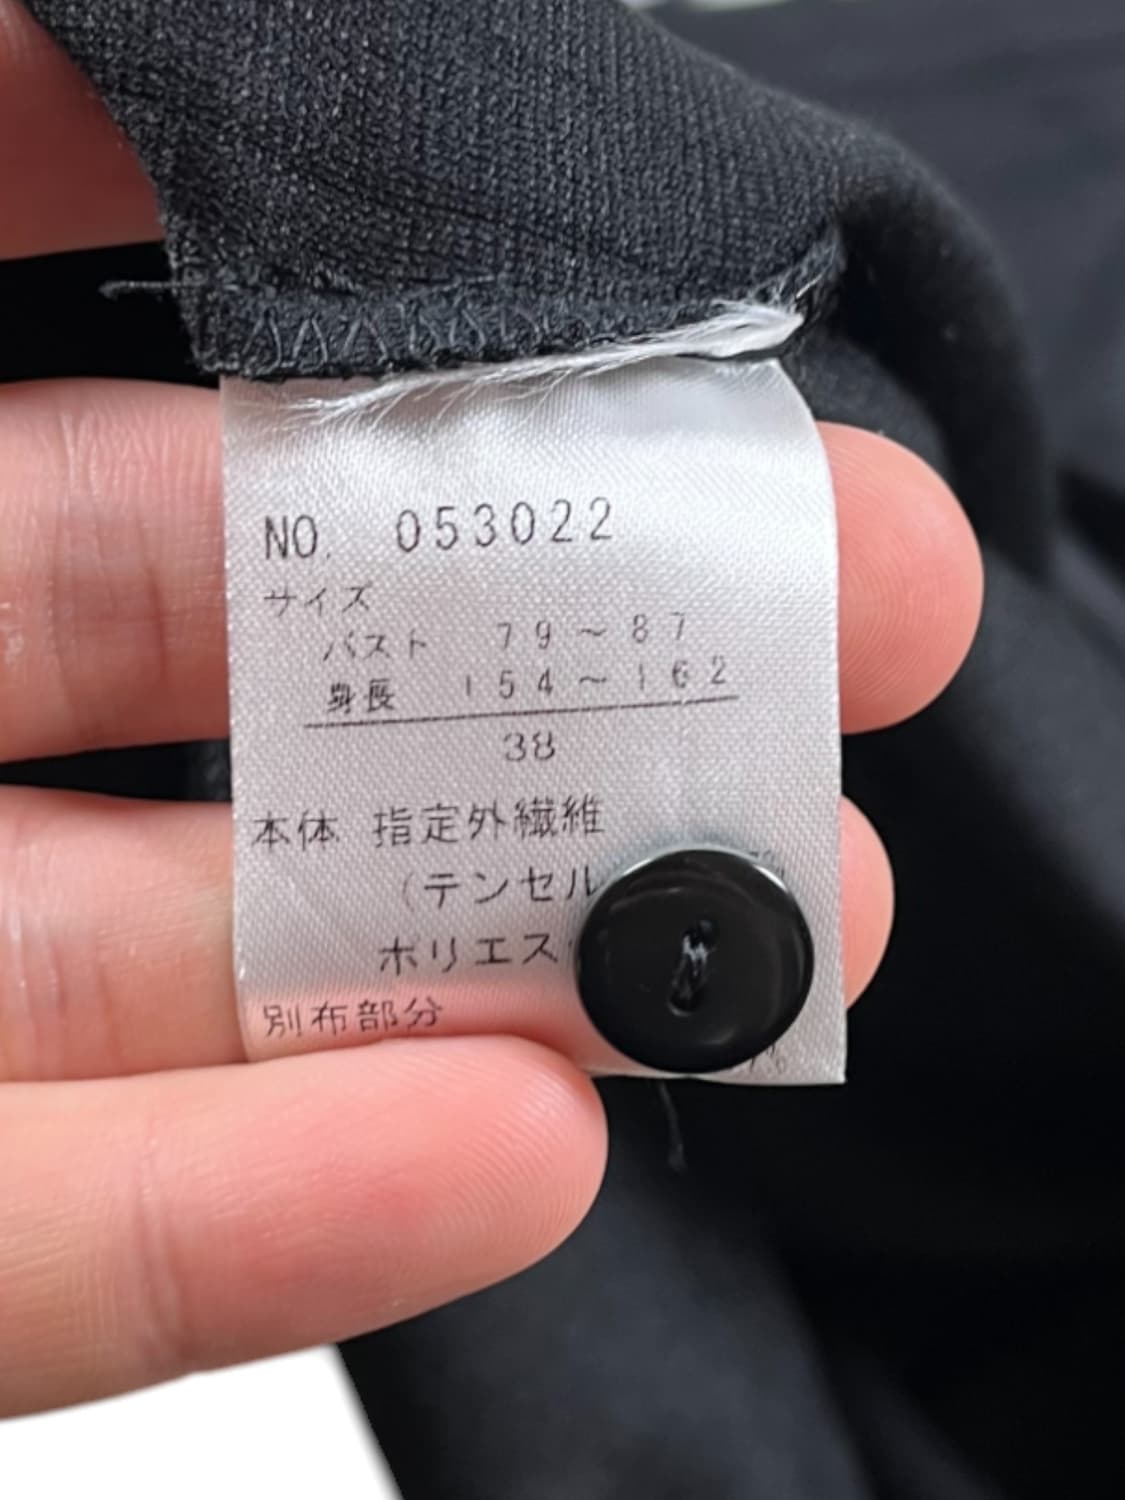 NO. 053022
サイズ
バスト 79～87
身長 154～162
38
本体 指定外繊維
（テンセル
ポリエス
別布部分
%